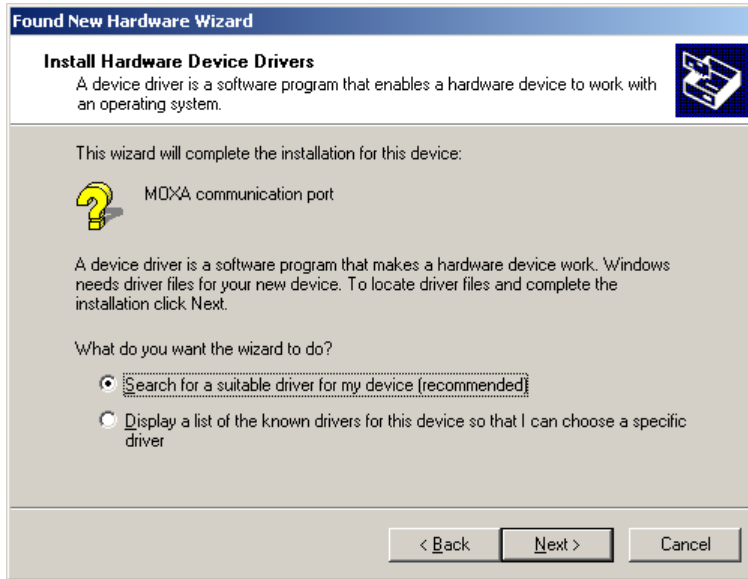 Found New Hardware Wizard
Install Hardware Device Drivers
A device driver is a software program that enables a hardware device to work with
an operating system.
This wizard will complete the installation for this device:
MOXA communication port
A device driver is a software program that makes a hardware device work. Windows
needs driver files for your new device. To locate driver files and complete the
installation click Next.
What do you want the wizard to do?
Search for a suitable driver for my device (recommended)
Display a list of the known drivers for this device so that I can choose a specific
driver
< Back Next > Cancel